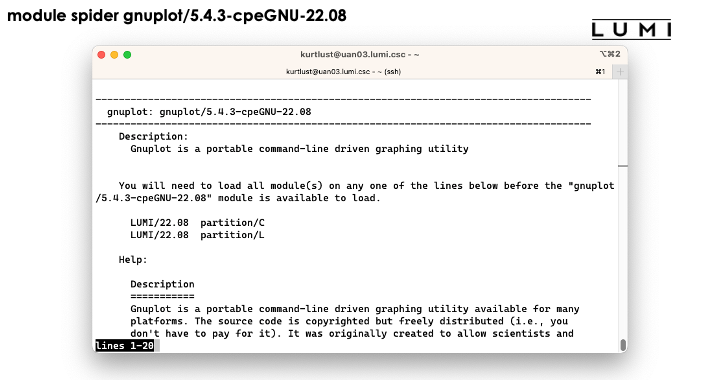 module spider gnuplot/5.4.3-cpeGNU-22.08
LUMI
kurtlust@uan03.lumi.csc - ~
⌥⌘2
kurtlust@uan03.lumi.csc - ~ (ssh)
⌘1
+
--------------------------------------------------------------------------------------
gnuplot: gnuplot/5.4.3-cpeGNU-22.08
--------------------------------------------------------------------------------------
Description:
Gnuplot is a portable command-line driven graphing utility
You will need to load all module(s) on any one of the lines below before the "gnuplot
/5.4.3-cpeGNU-22.08" module is available to load.
LUMI/22.08  partition/C
LUMI/22.08  partition/L
Help:
Description
===========
Gnuplot is a portable command-line driven graphing utility available for many
platforms. The source code is copyrighted but freely distributed (i.e., you
don't have to pay for it). It was originally created to allow scientists and
lines 1-20